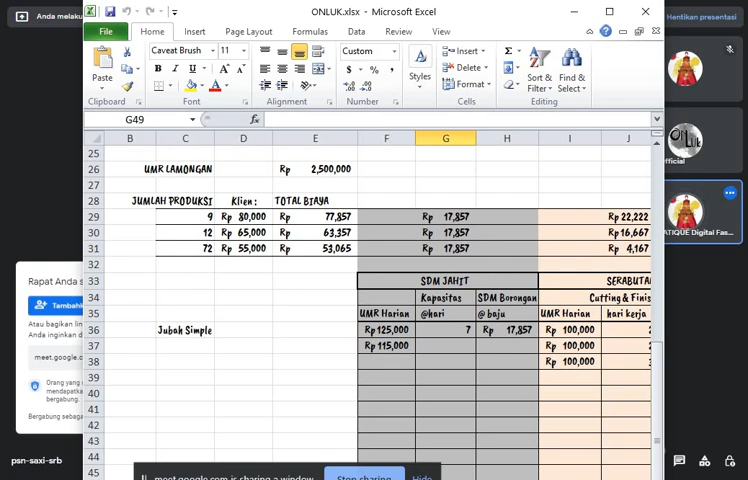 Anda melaku
ONLUK.xlsx - Microsoft Excel
Hentikan presentasi
File Home Insert Page Layout Formulas Data Review View
Paste Caveat Brush 11 Custom Styles Insert Delete Format Sort & Filter Find & Select
Clipboard Font Alignment Number Cells Editing
G49 fx
B C D E F G H I J
25
26 UMR LAMONGAN Rp 2,500,000
27
28 JUMLAH PRODUKSI Klien : TOTAL BIAYA
29 9 Rp 80,000 Rp 77,857 Rp 17,857 Rp 22,222
30 12 Rp 65,000 Rp 63,357 Rp 17,857 Rp 16,667
31 72 Rp 55,000 Rp 53,065 Rp 17,857 Rp 4,167
32
33 SDM JAHIT SERABUTA
34 Kapasitas SDM Borongan Cutting & Finis
35 UMR Harian @hari @ baju UMR Harian hari kerja
36 Jubah Simple Rp 125,000 7 Rp 17,857 Rp 100,000
37 Rp 115,000 Rp 100,000
38 Rp 100,000
39
40
41
42
43
44
45
Rapat Anda
Tambahk
Atau bagikan lin
Anda inginkan d
meet.google.c
Orang yang
mendapatka
bergabung.
Bergabung sebaga
psn-saxi-srb
official
ATIQUE Digital Fas...
meet.google.com is sharing a window.
Stop sharing
Hide